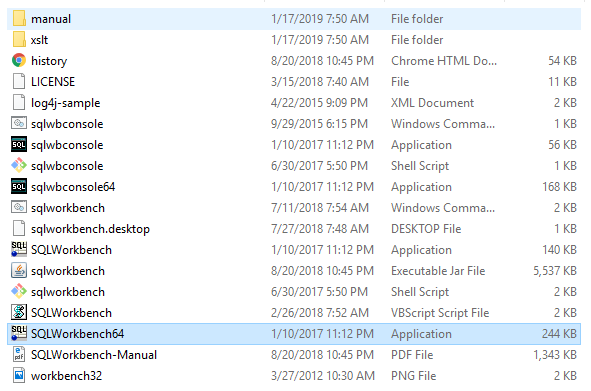 manual 1/17/2019 7:50 AM File folder
xslt 1/17/2019 7:50 AM File folder
history 8/20/2018 10:45 PM Chrome HTML Do... 54 KB
LICENSE 3/15/2018 7:40 AM File 11 KB
log4j-sample 4/22/2015 9:09 PM XML Document 2 KB
sqlwbconsole 9/29/2015 6:15 PM Windows Comma... 1 KB
sqlwbconsole 1/10/2017 11:12 PM Application 56 KB
sqlwbconsole 6/30/2017 5:50 PM Shell Script 1 KB
sqlwbconsole64 1/10/2017 11:12 PM Application 168 KB
sqlworkbench 7/11/2018 7:54 AM Windows Comma... 2 KB
sqlworkbench.desktop 7/27/2018 7:48 AM DESKTOP File 1 KB
SQLWorkbench 1/10/2017 11:12 PM Application 140 KB
sqlworkbench 8/20/2018 10:45 PM Executable Jar File 5,537 KB
sqlworkbench 6/30/2017 5:50 PM Shell Script 2 KB
SQLWorkbench 2/26/2018 7:52 AM VBScript Script File 2 KB
SQLWorkbench64 1/10/2017 11:12 PM Application 244 KB
SQLWorkbench-Manual 8/20/2018 10:45 PM PDF File 1,343 KB
workbench32 3/27/2012 10:30 AM PNG File 2 KB